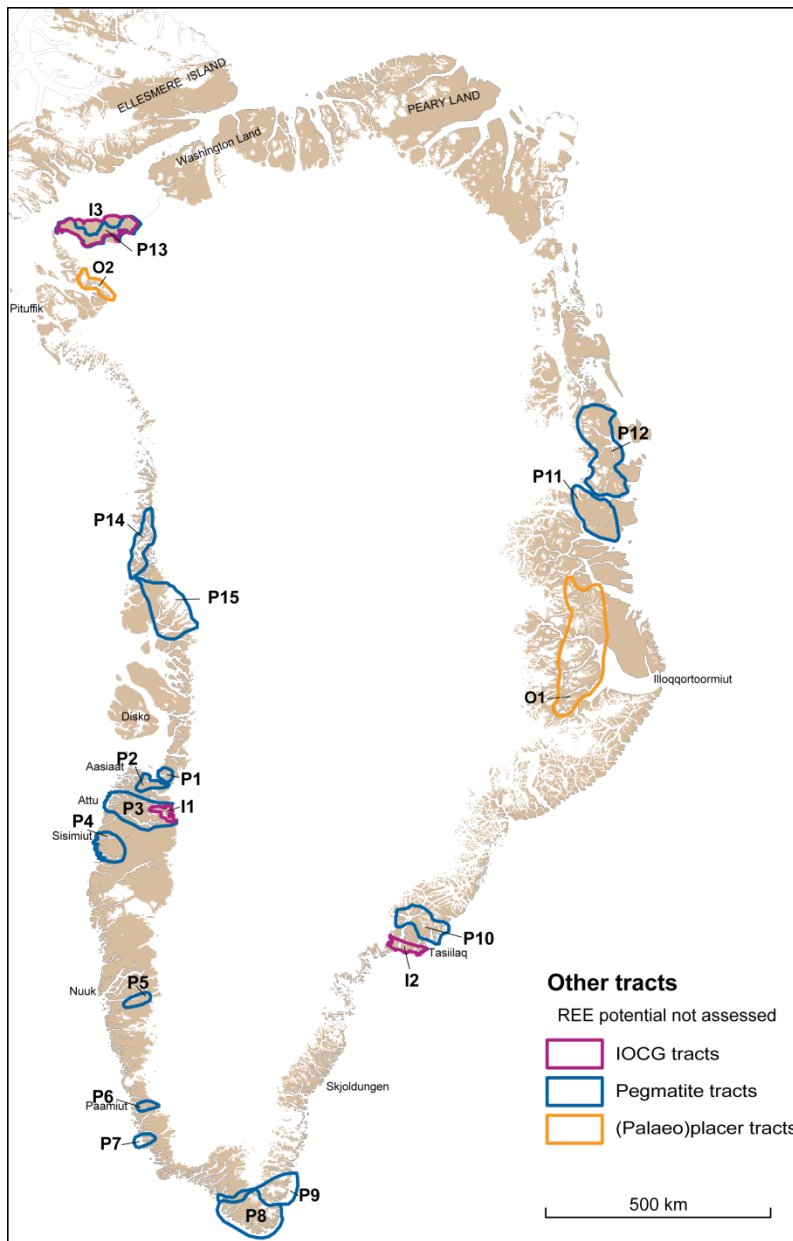 ELLESMERE ISLAND
PEARY LAND
Washington Land
I3
P13
O2
Pituffik
P12
P11
P14
P15
Illoqqortoormiut
O1
Disko
P2
Aasiaat
P1
Attu
P3
I1
P4
Sisimiut
P10
Tasiilaq
I2
P5
Nuuk
Other tracts
REE potential not assessed
IOCG tracts
Pegmatite tracts
(Palaeo)placer tracts
Skjoldungen
P6
Paamiut
P7
P9
P8
500 km